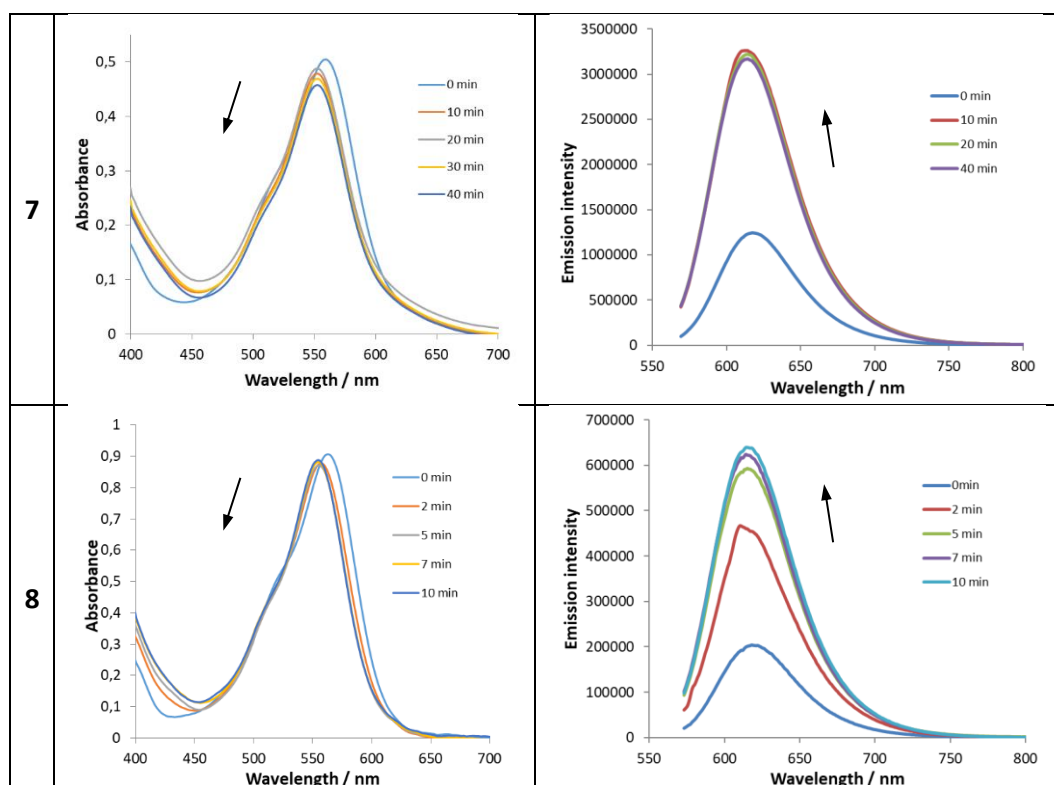 7
Absorbance
0,5
0,4
0,3
0,2
0,1
0
400
450
500
550
600
650
700
Wavelength / nm
0 min
10 min
20 min
30 min
40 min
Emission intensity
3500000
3000000
2500000
2000000
1500000
1000000
500000
0
550
600
650
700
750
800
Wavelength / nm
0 min
10 min
20 min
40 min
8
Absorbance
1
0,9
0,8
0,7
0,6
0,5
0,4
0,3
0,2
0,1
0
400
450
500
550
600
650
700
Wavelength / nm
0 min
2 min
5 min
7 min
10 min
Emission intensity
700000
600000
500000
400000
300000
200000
100000
0
550
600
650
700
750
800
Wavelength / nm
0min
2 min
5 min
7 min
10 min